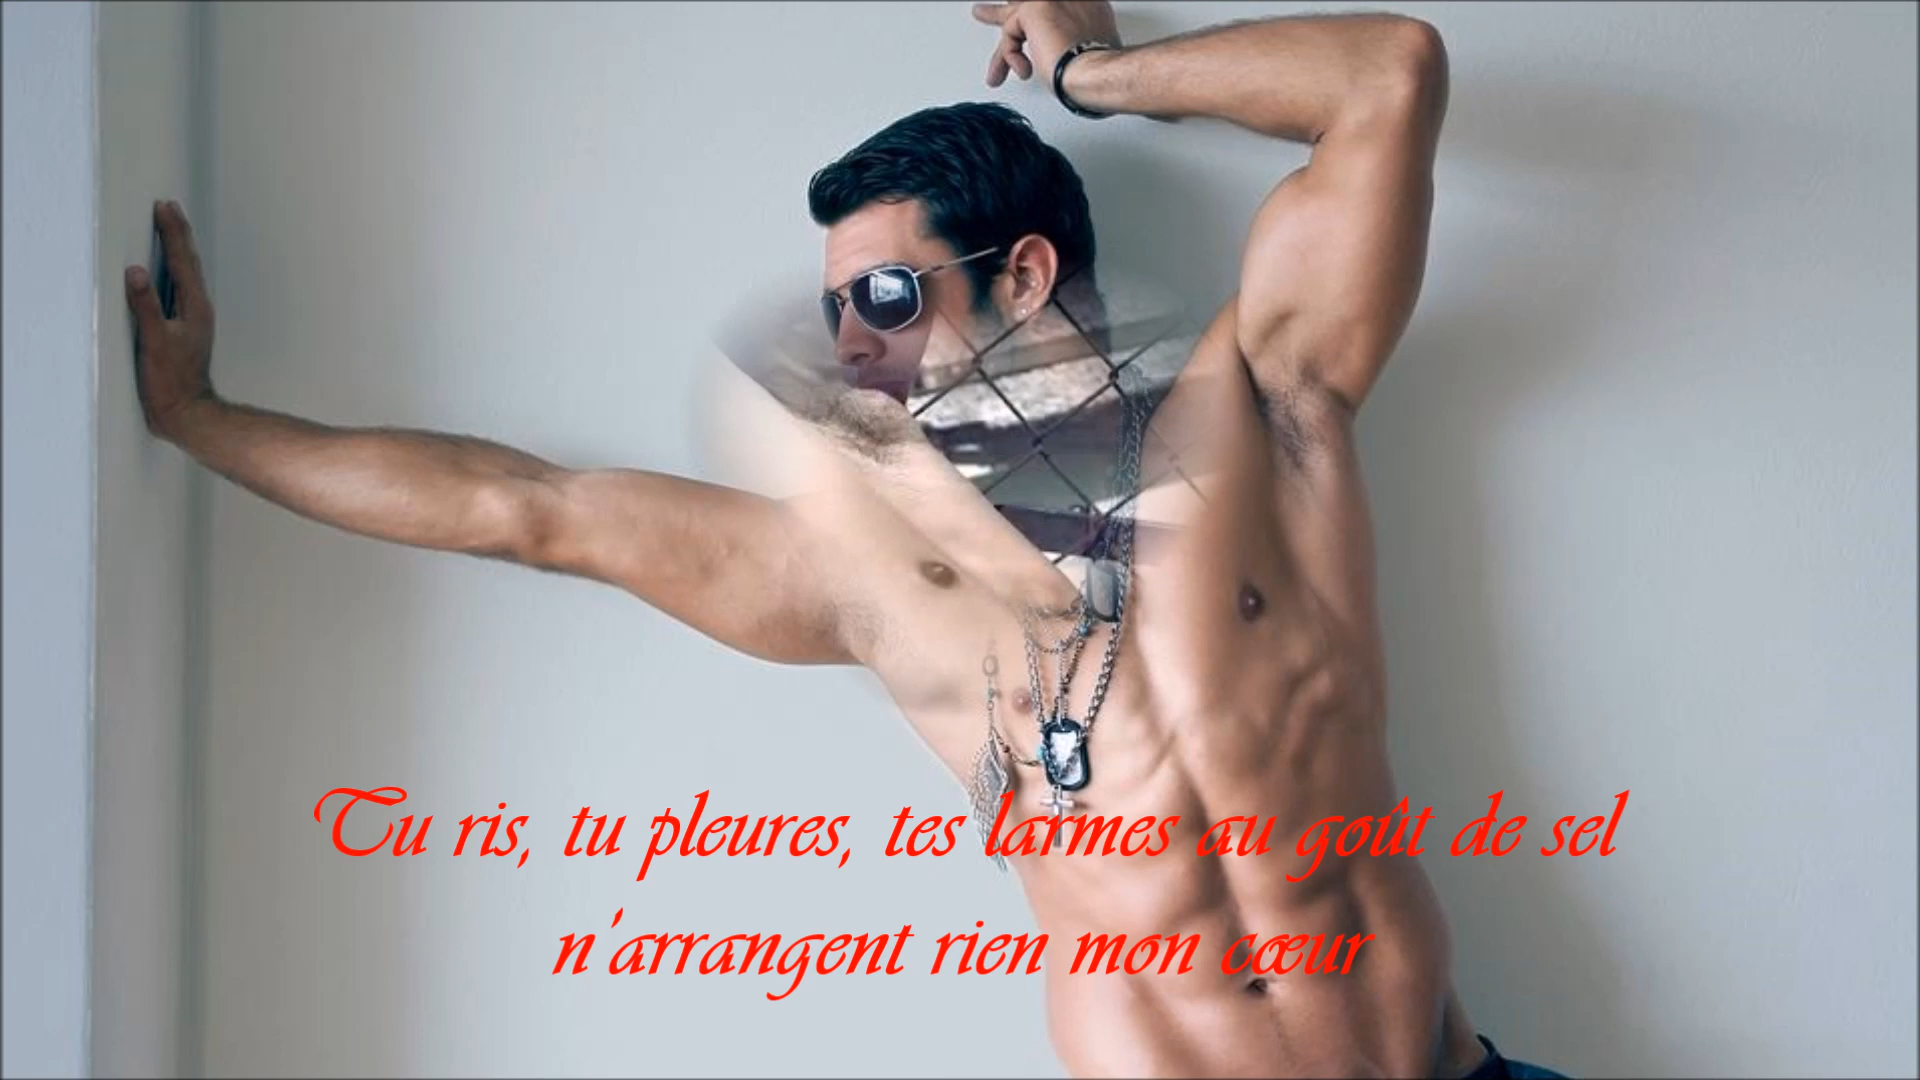 Tu ris, tu pleures, tes larmes au goût de sel
n'arrangent rien mon cœur